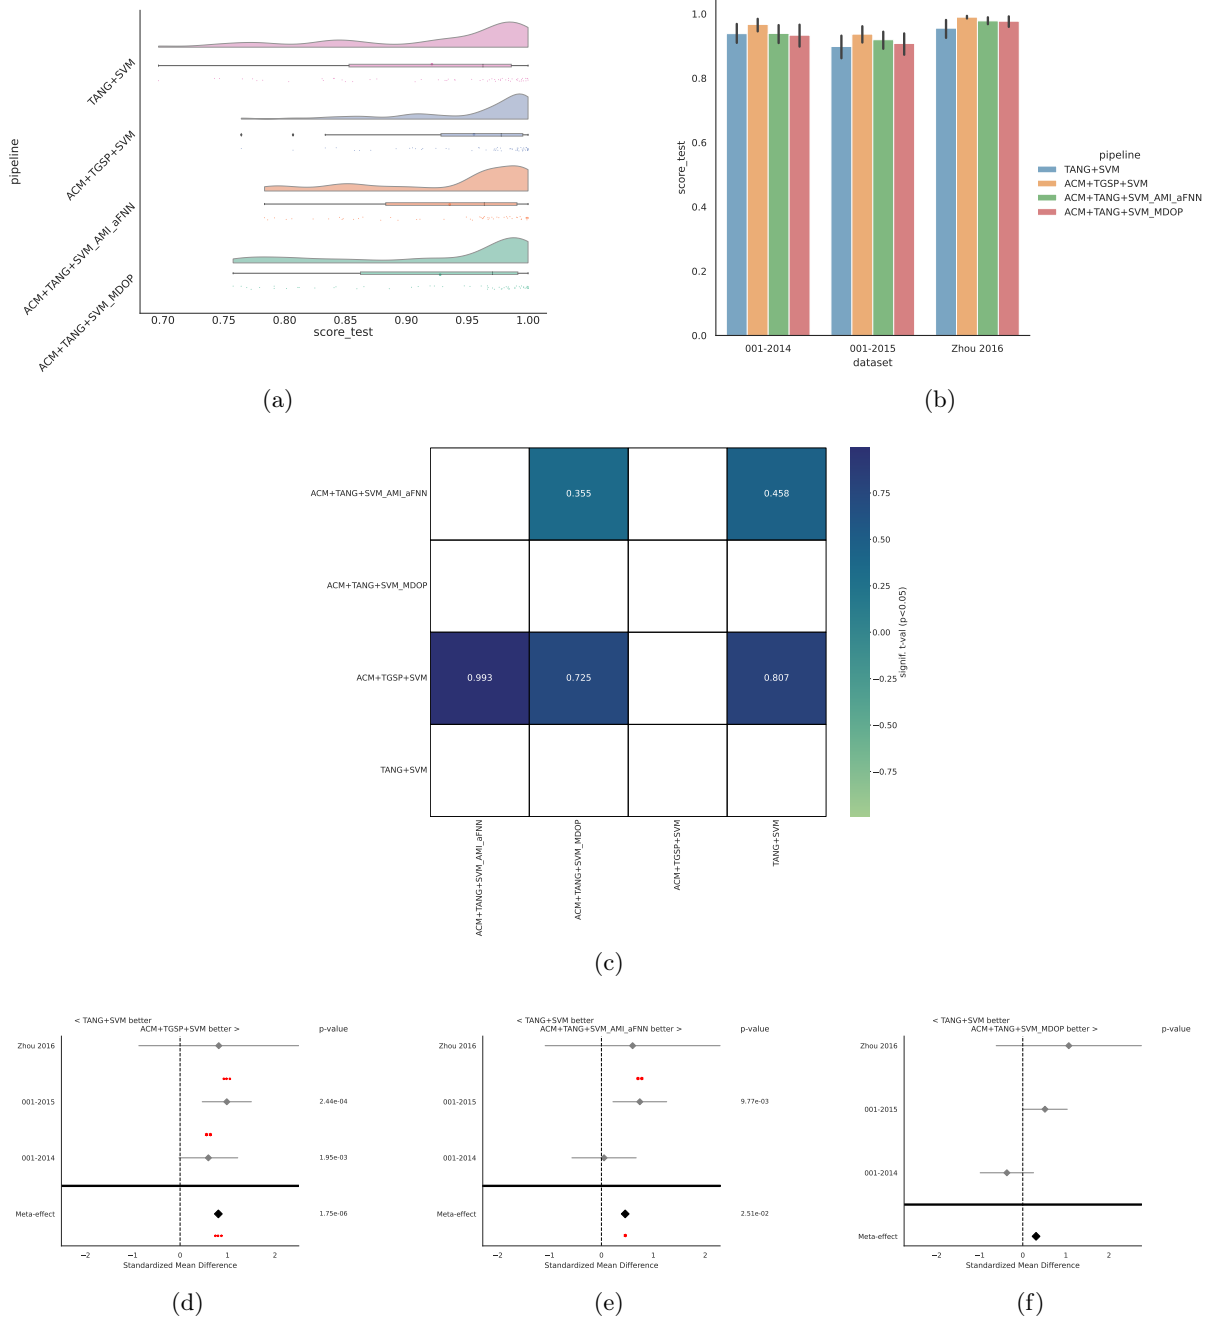 pipeline
TANG+SVM
ACM+TGSP+SVM
ACM+TANG+SVM_AMI_aFNN
ACM+TANG+SVM_MDOP
0.70 0.75 0.80 0.85 0.90 0.95 1.00
score_test
(a)
1.0
0.8
0.6
0.4
0.2
0.0
score_test
001-2014 001-2015 Zhou 2016
dataset
pipeline
TANG+SVM
ACM+TGSP+SVM
ACM+TANG+SVM_AMI_aFNN
ACM+TANG+SVM_MDOP
(b)
ACM+TANG+SVM_AMI_aFNN 0.355 0.458
ACM+TANG+SVM_MDOP
ACM+TGSP+SVM 0.993 0.725 0.807
TANG+SVM
ACM+TANG+SVM_AMI_aFNN
ACM+TANG+SVM_MDOP
ACM+TGSP+SVM
TANG+SVM
0.75
0.50
0.25
0.00
−0.25
−0.50
−0.75
signif. t-val (p<0.05)
(c)
< TANG+SVM better
ACM+TGSP+SVM better > p-value
Zhou 2016
001-2015 2.44e-04
001-2014 1.95e-03
Meta-effect 1.75e-06
−2 −1 0 1 2
Standardized Mean Difference
(d)
< TANG+SVM better
ACM+TANG+SVM_AMI_aFNN better > p-value
Zhou 2016
001-2015 9.77e-03
001-2014
Meta-effect 2.51e-02
−2 −1 0 1 2
Standardized Mean Difference
(e)
< TANG+SVM better
ACM+TANG+SVM_MDOP better > p-value
Zhou 2016
001-2015
001-2014
Meta-effect
−2 −1 0 1 2
Standardized Mean Difference
(f)